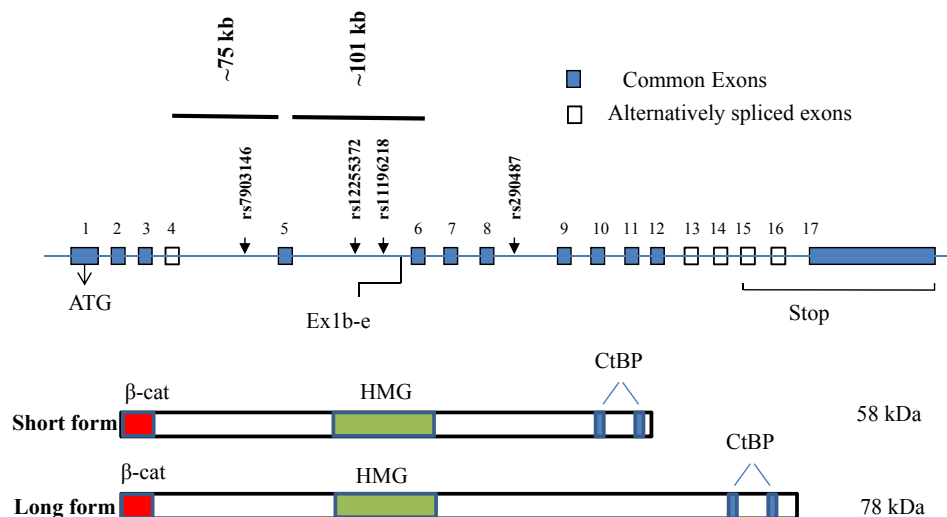 ~75 kb
~101 kb
Common Exons
Alternatively spliced exons
rs7903146
rs12255372
rs11196218
rs290487
1 2 3 4 5 6 7 8 9 10 11 12 13 14 15 16 17
ATG
Ex1b-e
Stop
CtBP
β-cat HMG
Short form 58 kDa
CtBP
β-cat HMG
Long form 78 kDa